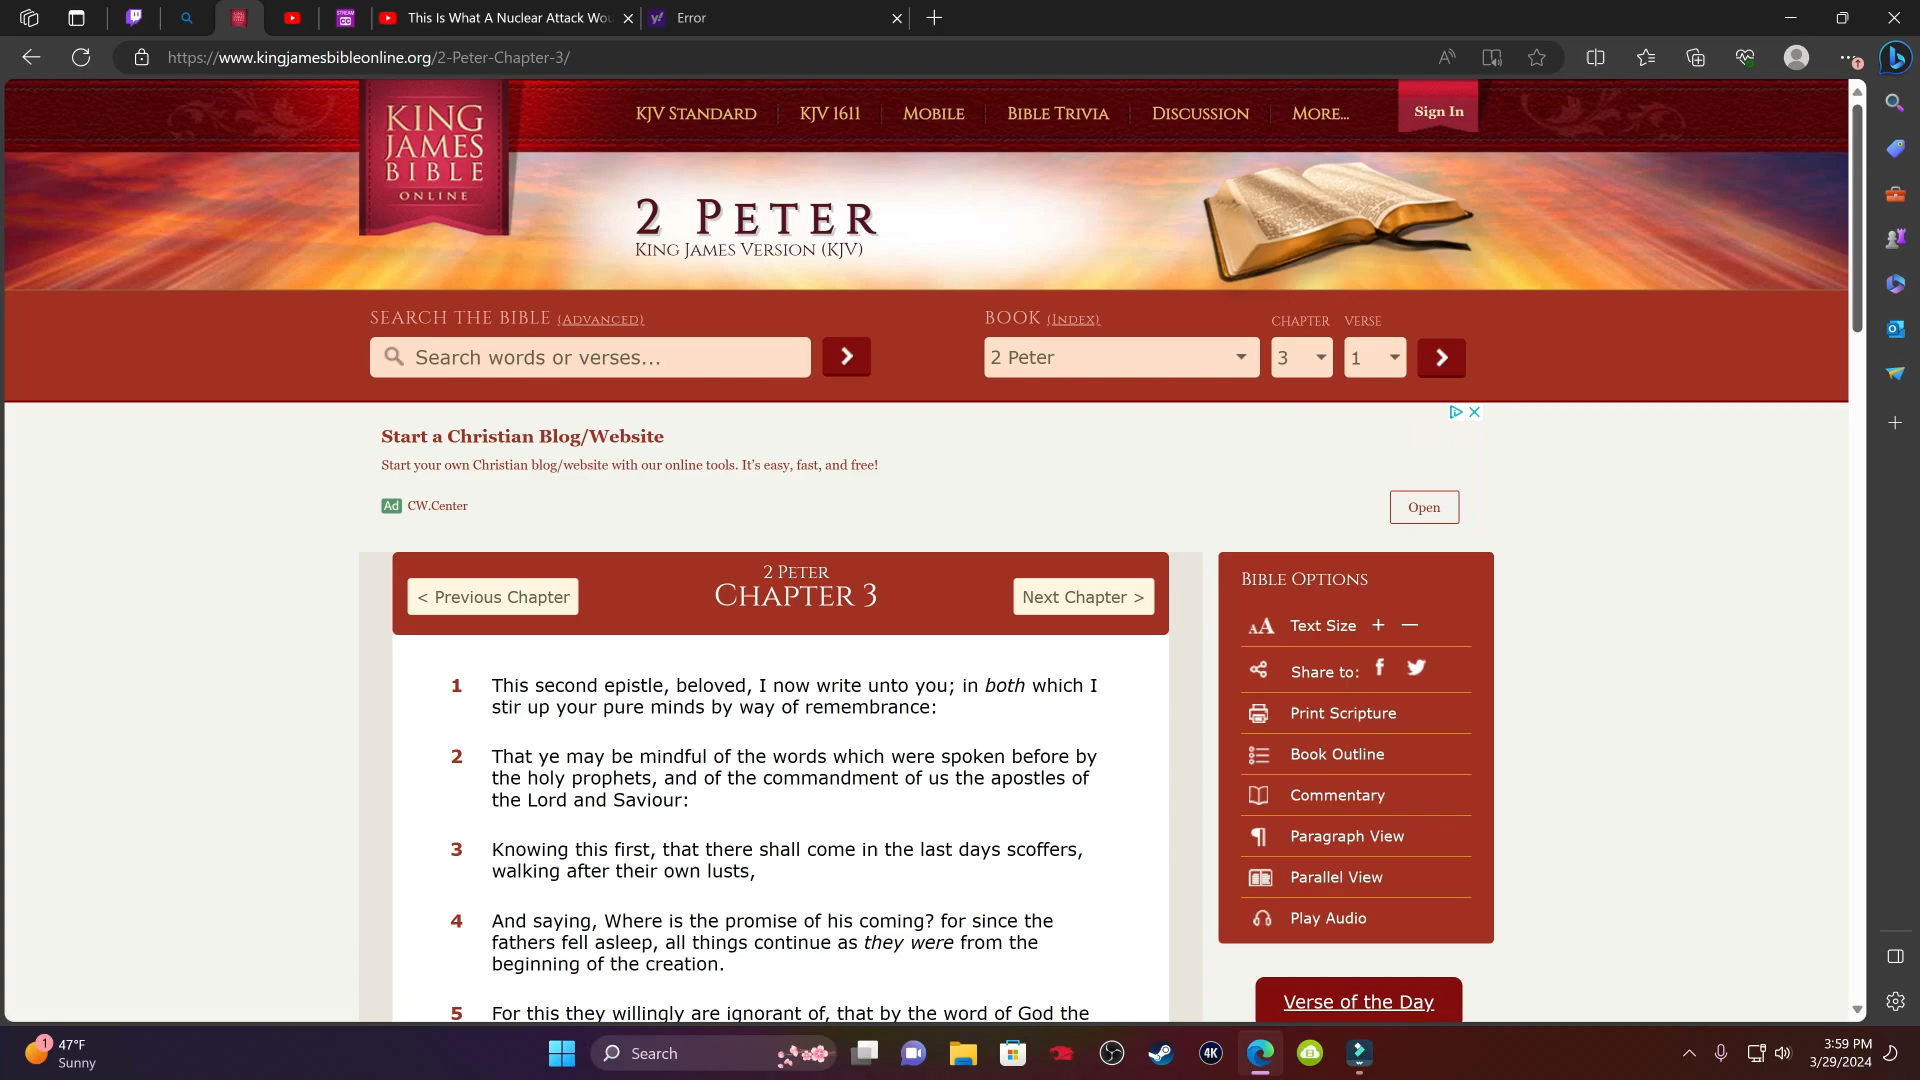 This Is What A Nuclear Attack Wou
Error
https://www.kingjamesbibleonline.org/2-Peter-Chapter-3/
KING
JAMES
BIBLE
ONLINE
KJV STANDARD
KJV 1611
MOBILE
BIBLE TRIVIA
DISCUSSION
MORE...
Sign In
2 PETER
KING JAMES VERSION (KJV)
SEARCH THE BIBLE (ADVANCED)
BOOK (INDEX)
CHAPTER
VERSE
Search words or verses...
2 Peter
3
1
Start a Christian Blog/Website
Start your own Christian blog/website with our online tools. It's easy, fast, and free!
Ad CW.Center
Open
< Previous Chapter
2 PETER
CHAPTER 3
Next Chapter >
1 This second epistle, beloved, I now write unto you; in both which I
stir up your pure minds by way of remembrance:
2 That ye may be mindful of the words which were spoken before by
the holy prophets, and of the commandment of us the apostles of
the Lord and Saviour:
3 Knowing this first, that there shall come in the last days scoffers,
walking after their own lusts,
4 And saying, Where is the promise of his coming? for since the
fathers fell asleep, all things continue as they were from the
beginning of the creation.
5 For this they willingly are ignorant of, that by the word of God the
BIBLE OPTIONS
AA Text Size + —
Share to:
Print Scripture
Book Outline
Commentary
Paragraph View
Parallel View
Play Audio
Verse of the Day
1
47°F
Sunny
Search
4K
3:59 PM
3/29/2024